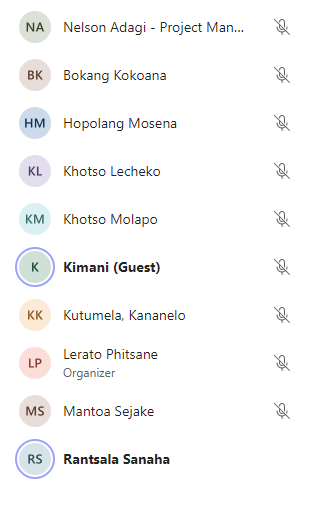 NA Nelson Adagi - Project Man...
BK Bokang Kokoana
HM Hopolang Mosena
KL Khotso Lecheko
KM Khotso Molapo
K Kimani (Guest)
KK Kutumela, Kananelo
LP Lerato Phitsane
Organizer
MS Mantoa Sejake
RS Rantsala Sanaha